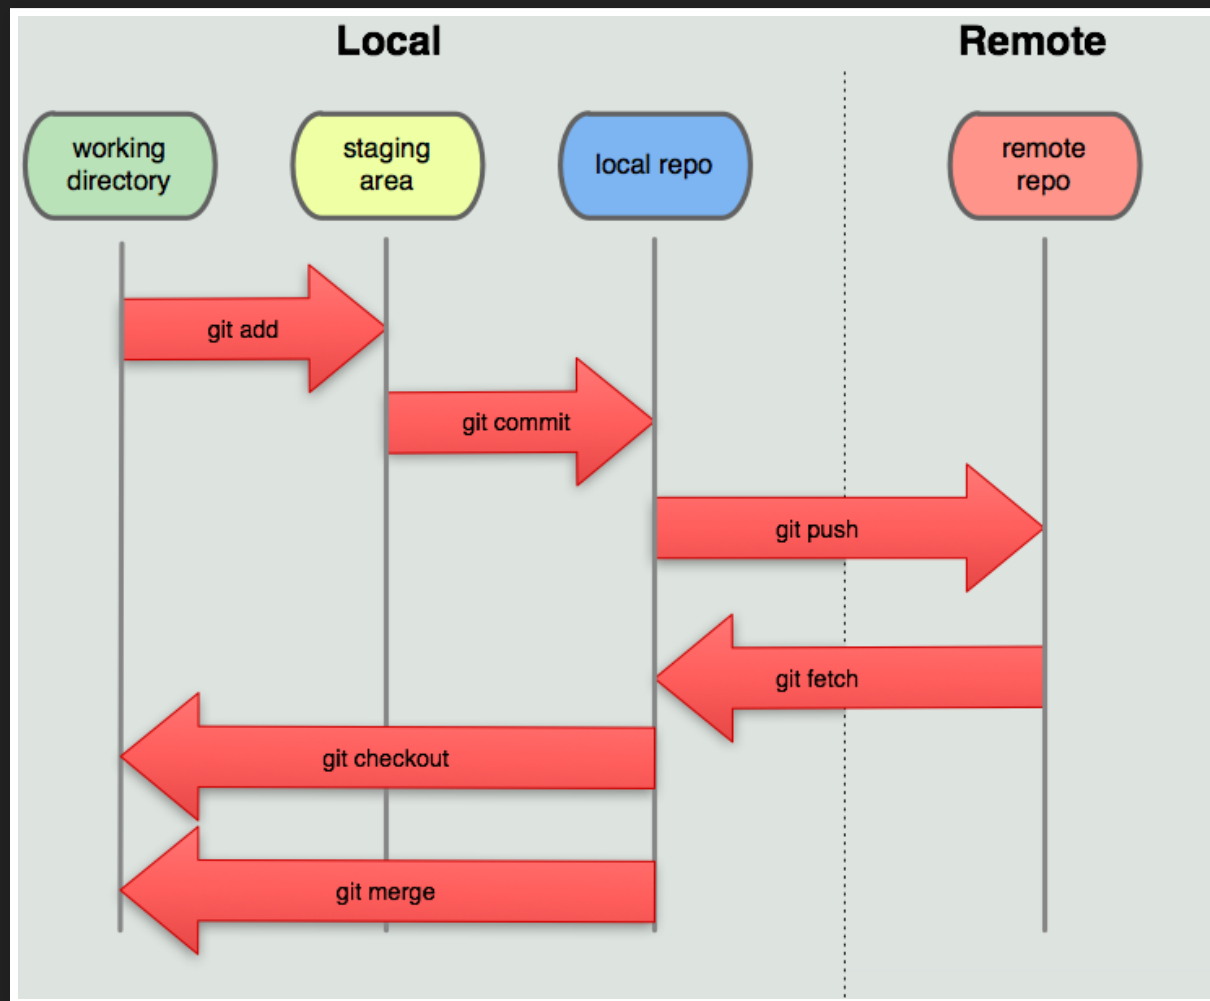 Local
Remote
working
directory
staging
area
local repo
remote
repo
git add
git commit
git push
git fetch
git checkout
git merge